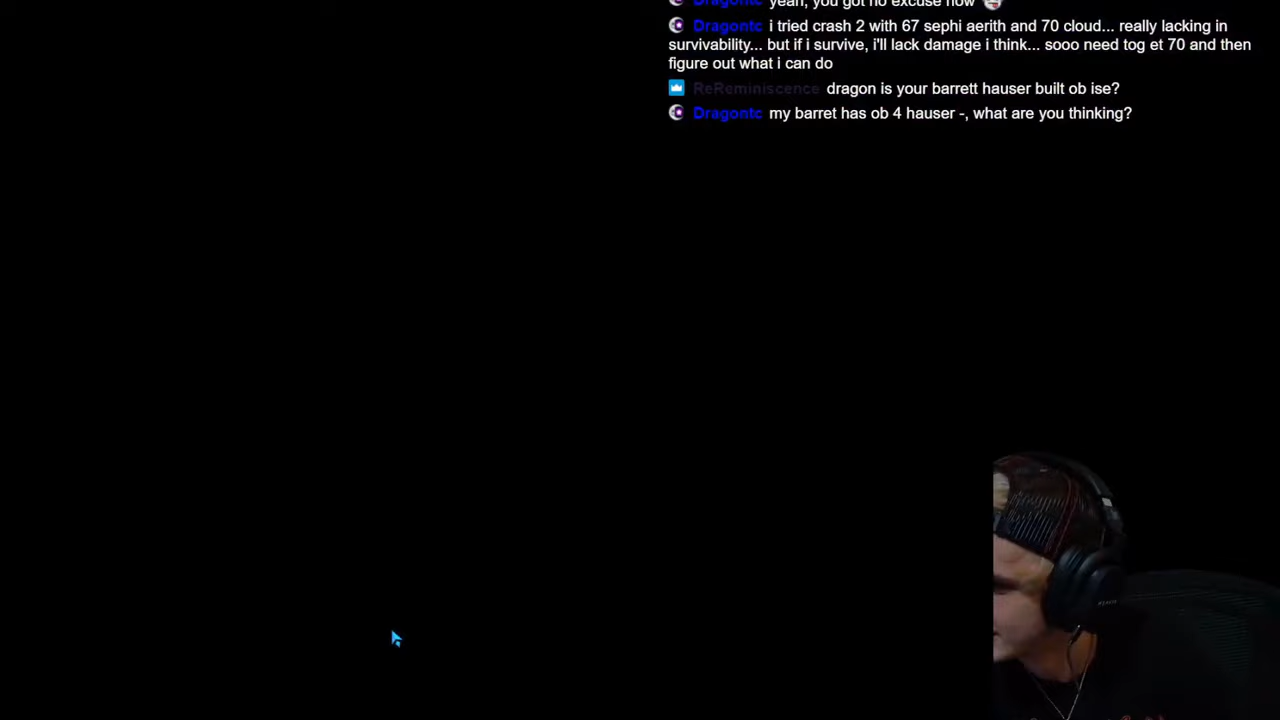 Dragontc yeah, you got no excuse now
Dragontc i tried crash 2 with 67 sephi aerith and 70 cloud... really lacking in
survivability... but if i survive, i'll lack damage i think... sooo need tog et 70 and then
figure out what i can do
ReReminiscence dragon is your barrett hauser built ob ise?
Dragontc my barret has ob 4 hauser -, what are you thinking?